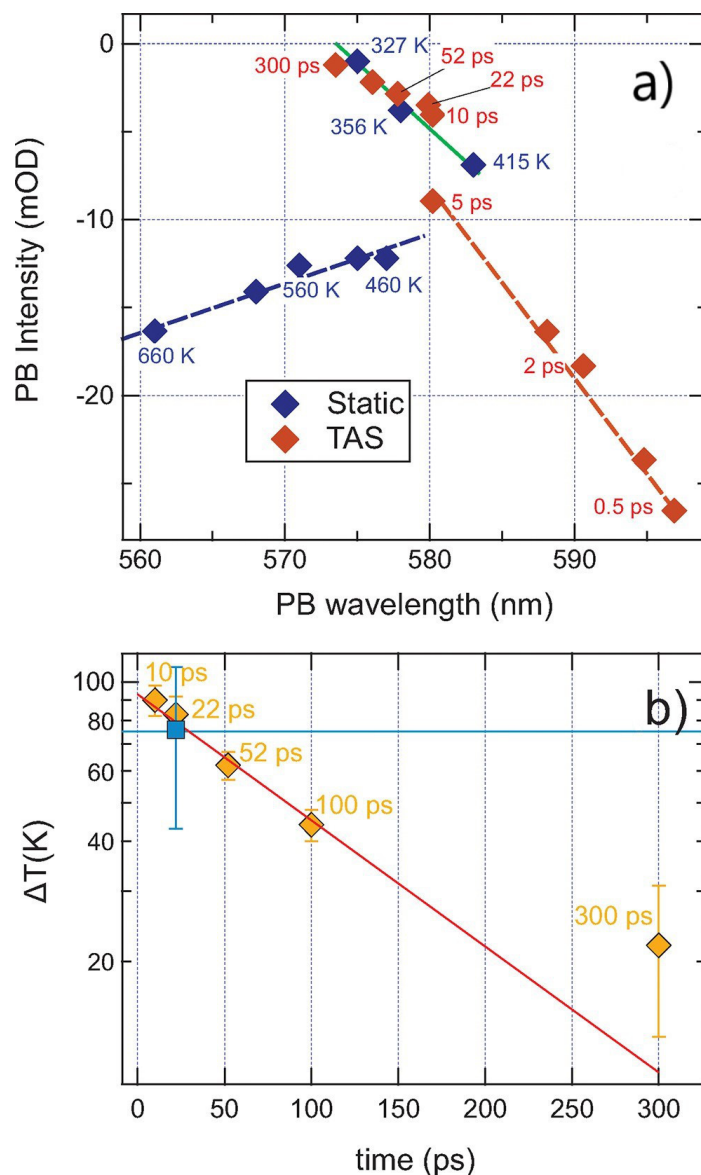 a)
0
-10
-20
PB Intensity (mOD)
327 K
300 ps
52 ps
22 ps
356 K
10 ps
415 K
5 ps
560 K
460 K
660 K
2 ps
Static
TAS
0.5 ps
560
570
580
590
PB wavelength (nm)
b)
100
80
60
40
20
ΔT(K)
10 ps
22 ps
52 ps
100 ps
300 ps
0
50
100
150
200
250
300
time (ps)